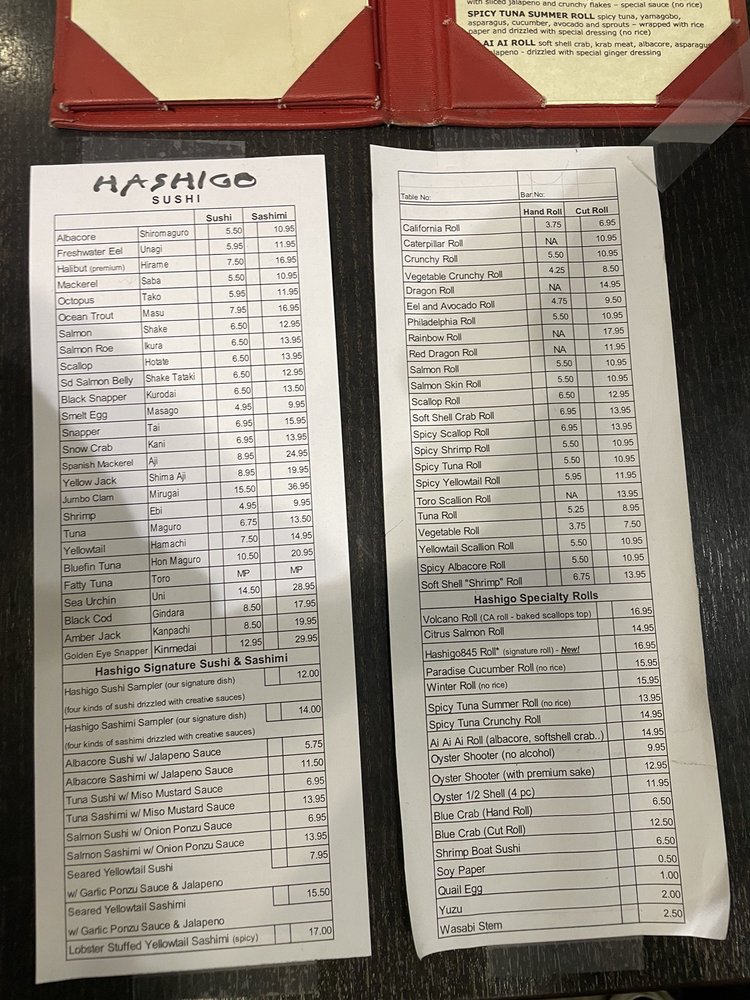 with sliced jalapeno and crunchy flakes – special sauce (no rice)
SPICY TUNA SUMMER ROLL spicy tuna, yamagobo,
asparagus, cucumber, avocado and sprouts – wrapped with rice
paper and drizzled with special dressing (no rice)
AI AI ROLL soft shell crab, krab meat, albacore, asparagus
jalapeno - drizzled with special ginger dressing
HASHIGO
SUSHI
Sushi Sashimi
Albacore Shiromaguro 5.50 10.95
Freshwater Eel Unagi 5.95 11.95
Halibut (premium) Hirame 7.50 16.95
Mackerel Saba 5.50 10.95
Octopus Tako 5.95 11.95
Ocean Trout Masu 7.95 16.95
Salmon Shake 6.50 12.95
Salmon Roe Ikura 6.50 13.95
Scallop Hotate 6.50 13.95
Sd Salmon Belly Shake Tataki 6.50 12.95
Black Snapper Kurodai 6.50 13.50
Smelt Egg Masago 4.95 9.95
Snapper Tai 6.95 15.95
Snow Crab Kani 6.95 13.95
Spanish Mackerel Aji 8.95 24.95
Yellow Jack Shima Aji 8.95 19.95
Jumbo Clam Mirugai 15.50 36.95
Shrimp Ebi 4.95 9.95
Tuna Maguro 6.75 13.50
Yellowtail Hamachi 7.50 14.95
Bluefin Tuna Hon Maguro 10.50 20.95
Fatty Tuna Toro MP MP
Sea Urchin Uni 14.50 28.95
Black Cod Gindara 8.50 17.95
Amber Jack Kanpachi 8.50 19.95
Golden Eye Snapper Kinmedai 12.95 29.95
Hashigo Signature Sushi & Sashimi
Hashigo Sushi Sampler (our signature dish) 12.00
(four kinds of sushi drizzled with creative sauces)
Hashigo Sashimi Sampler (our signature dish) 14.00
(four kinds of sashimi drizzled with creative sauces)
Albacore Sushi w/ Jalapeno Sauce 5.75
Albacore Sashimi w/ Jalapeno Sauce 11.50
Tuna Sushi w/ Miso Mustard Sauce 6.95
Tuna Sashimi w/ Miso Mustard Sauce 13.95
Salmon Sushi w/ Onion Ponzu Sauce 6.95
Salmon Sashimi w/ Onion Ponzu Sauce 13.95
Seared Yellowtail Sushi 7.95
w/ Garlic Ponzu Sauce & Jalapeno
Seared Yellowtail Sashimi 15.50
w/ Garlic Ponzu Sauce & Jalapeno
Lobster Stuffed Yellowtail Sashimi (spicy) 17.00
Table No: Bar No:
Hand Roll Cut Roll
California Roll 3.75 6.95
Caterpillar Roll NA 10.95
Crunchy Roll 5.50 10.95
Vegetable Crunchy Roll 4.25 8.50
Dragon Roll NA 14.95
Eel and Avocado Roll 4.75 9.50
Philadelphia Roll 5.50 10.95
Rainbow Roll NA 17.95
Red Dragon Roll NA 11.95
Salmon Roll 5.50 10.95
Salmon Skin Roll 5.50 10.95
Scallop Roll 6.50 12.95
Soft Shell Crab Roll 6.95 13.95
Spicy Scallop Roll 6.95 13.95
Spicy Shrimp Roll 5.50 10.95
Spicy Tuna Roll 5.50 10.95
Spicy Yellowtail Roll 5.95 11.95
Toro Scallion Roll NA 13.95
Tuna Roll 5.25 8.95
Vegetable Roll 3.75 7.50
Yellowtail Scallion Roll 5.50 10.95
Spicy Albacore Roll 5.50 10.95
Soft Shell "Shrimp" Roll 6.75 13.95
Hashigo Specialty Rolls
Volcano Roll (CA roll - baked scallops top) 16.95
Citrus Salmon Roll 14.95
Hashigo845 Roll* (signature roll) - New! 16.95
Paradise Cucumber Roll (no rice) 15.95
Winter Roll (no rice) 15.95
Spicy Tuna Summer Roll (no rice) 13.95
Spicy Tuna Crunchy Roll 14.95
Ai Ai Ai Roll (albacore, softshell crab..) 14.95
Oyster Shooter (no alcohol) 9.95
Oyster Shooter (with premium sake) 12.95
Oyster 1/2 Shell (4 pc) 11.95
Blue Crab (Hand Roll) 6.50
Blue Crab (Cut Roll) 12.50
Shrimp Boat Sushi 6.50
Soy Paper 0.50
Quail Egg 1.00
Yuzu 2.00
Wasabi Stem 2.50